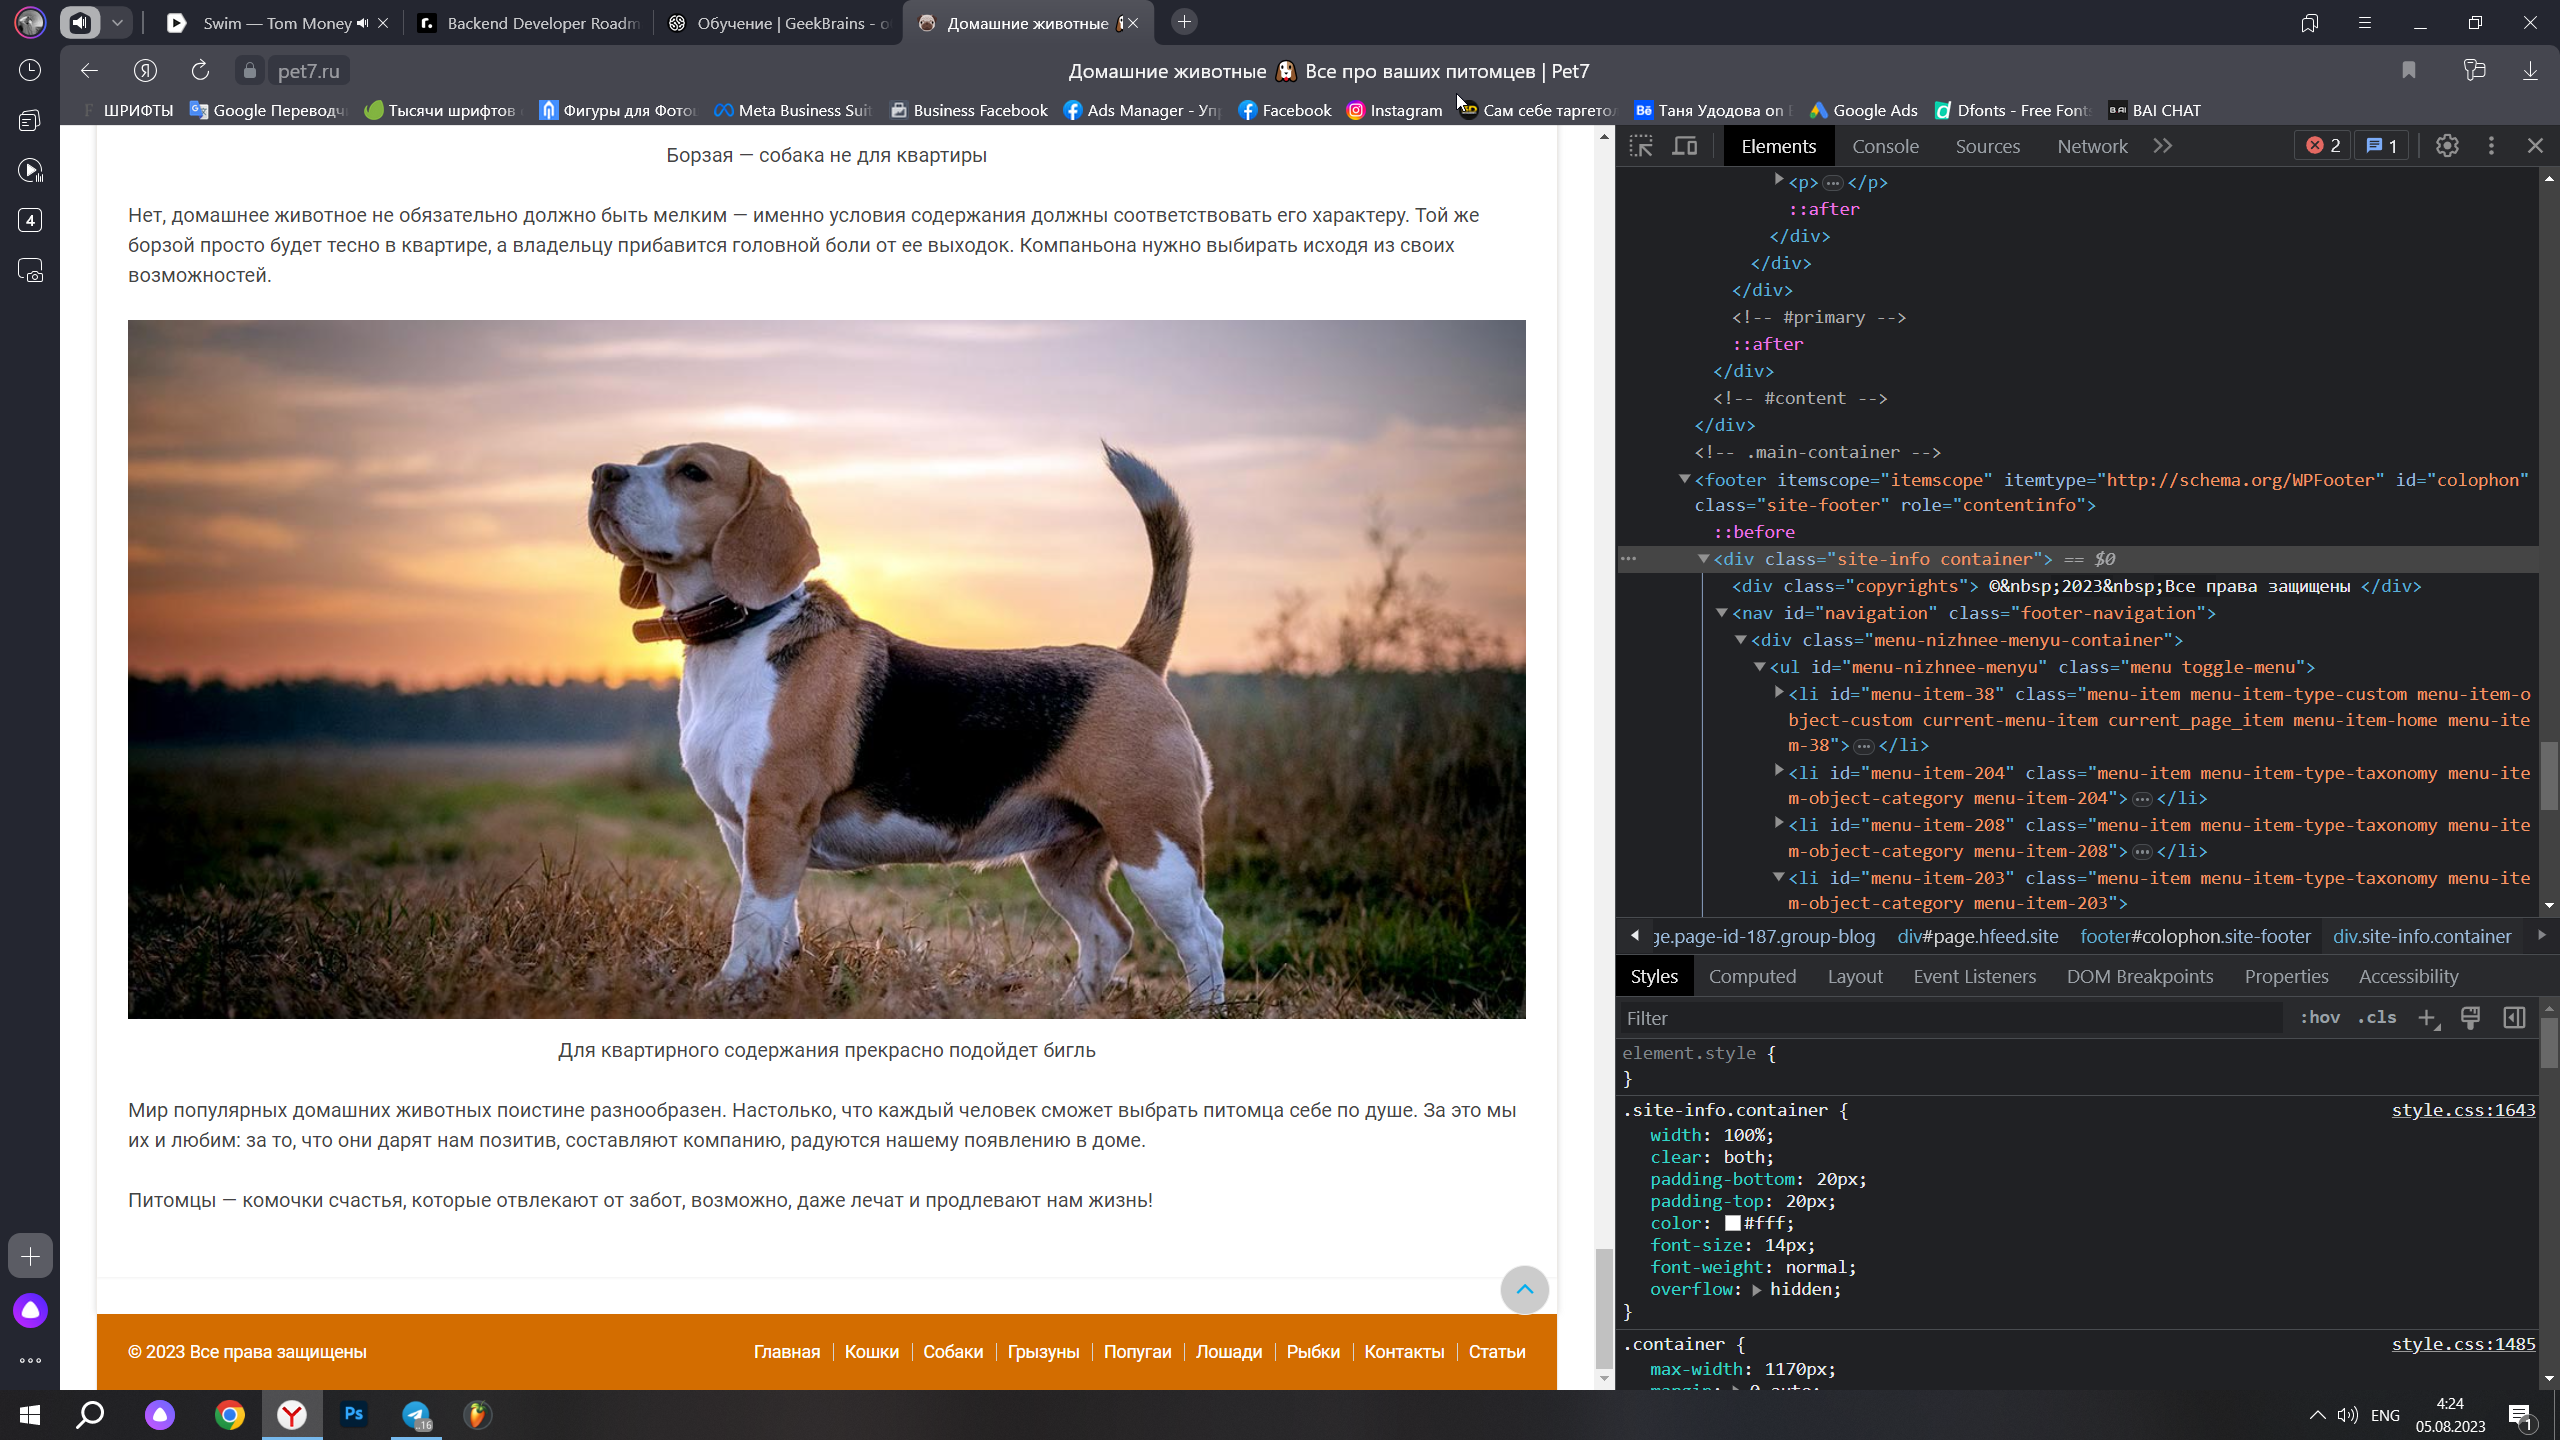 Swim — Tom Money
Backend Developer Roadm
Обучение | GeekBrains - о
Домашние животные
pet7.ru
Домашние животные 🐶 Все про ваших питомцев | Pet7
ШРИФТЫ
Google Переводч
Тысячи шрифтов
Фигуры для Фото
Meta Business Suit
Business Facebook
Ads Manager - Упр
Facebook
Instagram
Сам себе таргетол
Таня Удодова on
Google Ads
Dfonts - Free Font
BAI CHAT
4
Борзая — собака не для квартиры
Нет, домашнее животное не обязательно должно быть мелким — именно условия содержания должны соответствовать его характеру. Той же
борзой просто будет тесно в квартире, а владельцу прибавится головной боли от ее выходок. Компаньона нужно выбирать исходя из своих
возможностей.
Для квартирного содержания прекрасно подойдет бигль
Мир популярных домашних животных поистине разнообразен. Настолько, что каждый человек сможет выбрать питомца себе по душе. За это мы
их и любим: за то, что они дарят нам позитив, составляют компанию, радуются нашему появлению в доме.
Питомцы — комочки счастья, которые отвлекают от забот, возможно, даже лечат и продлевают нам жизнь!
© 2023 Все права защищены
Главная Кошки Собаки Грызуны Попугаи Лошади Рыбки Контакты Статьи
Elements Console Sources Network 2 1
<p>…</p>
::after
</div>
</div>
</div>
<!-- #primary -->
::after
</div>
<!-- #content -->
</div>
<!-- .main-container -->
<footer itemscope="itemscope" itemtype="http://schema.org/WPFooter" id="colophon"
class="site-footer" role="contentinfo">
::before
<div class="site-info container"> == $0
<div class="copyrights"> ©&nbsp;2023&nbsp;Все права защищены </div>
<nav id="navigation" class="footer-navigation">
<div class="menu-nizhnee-menyu-container">
<ul id="menu-nizhnee-menyu" class="menu toggle-menu">
<li id="menu-item-38" class="menu-item menu-item-type-custom menu-item-o
bject-custom current-menu-item current_page_item menu-item-home menu-ite
m-38">…</li>
<li id="menu-item-204" class="menu-item menu-item-type-taxonomy menu-ite
m-object-category menu-item-204">…</li>
<li id="menu-item-208" class="menu-item menu-item-type-taxonomy menu-ite
m-object-category menu-item-208">…</li>
<li id="menu-item-203" class="menu-item menu-item-type-taxonomy menu-ite
m-object-category menu-item-203">
ge.page-id-187.group-blog div#page.hfeed.site footer#colophon.site-footer div.site-info.container
Styles Computed Layout Event Listeners DOM Breakpoints Properties Accessibility
Filter :hov .cls
element.style {
}
.site-info.container { style.css:1643
width: 100%;
clear: both;
padding-bottom: 20px;
padding-top: 20px;
color: #fff;
font-size: 14px;
font-weight: normal;
overflow: hidden;
}
.container { style.css:1485
max-width: 1170px;
Ps
..16
ENG
4:24
05.08.2023
1